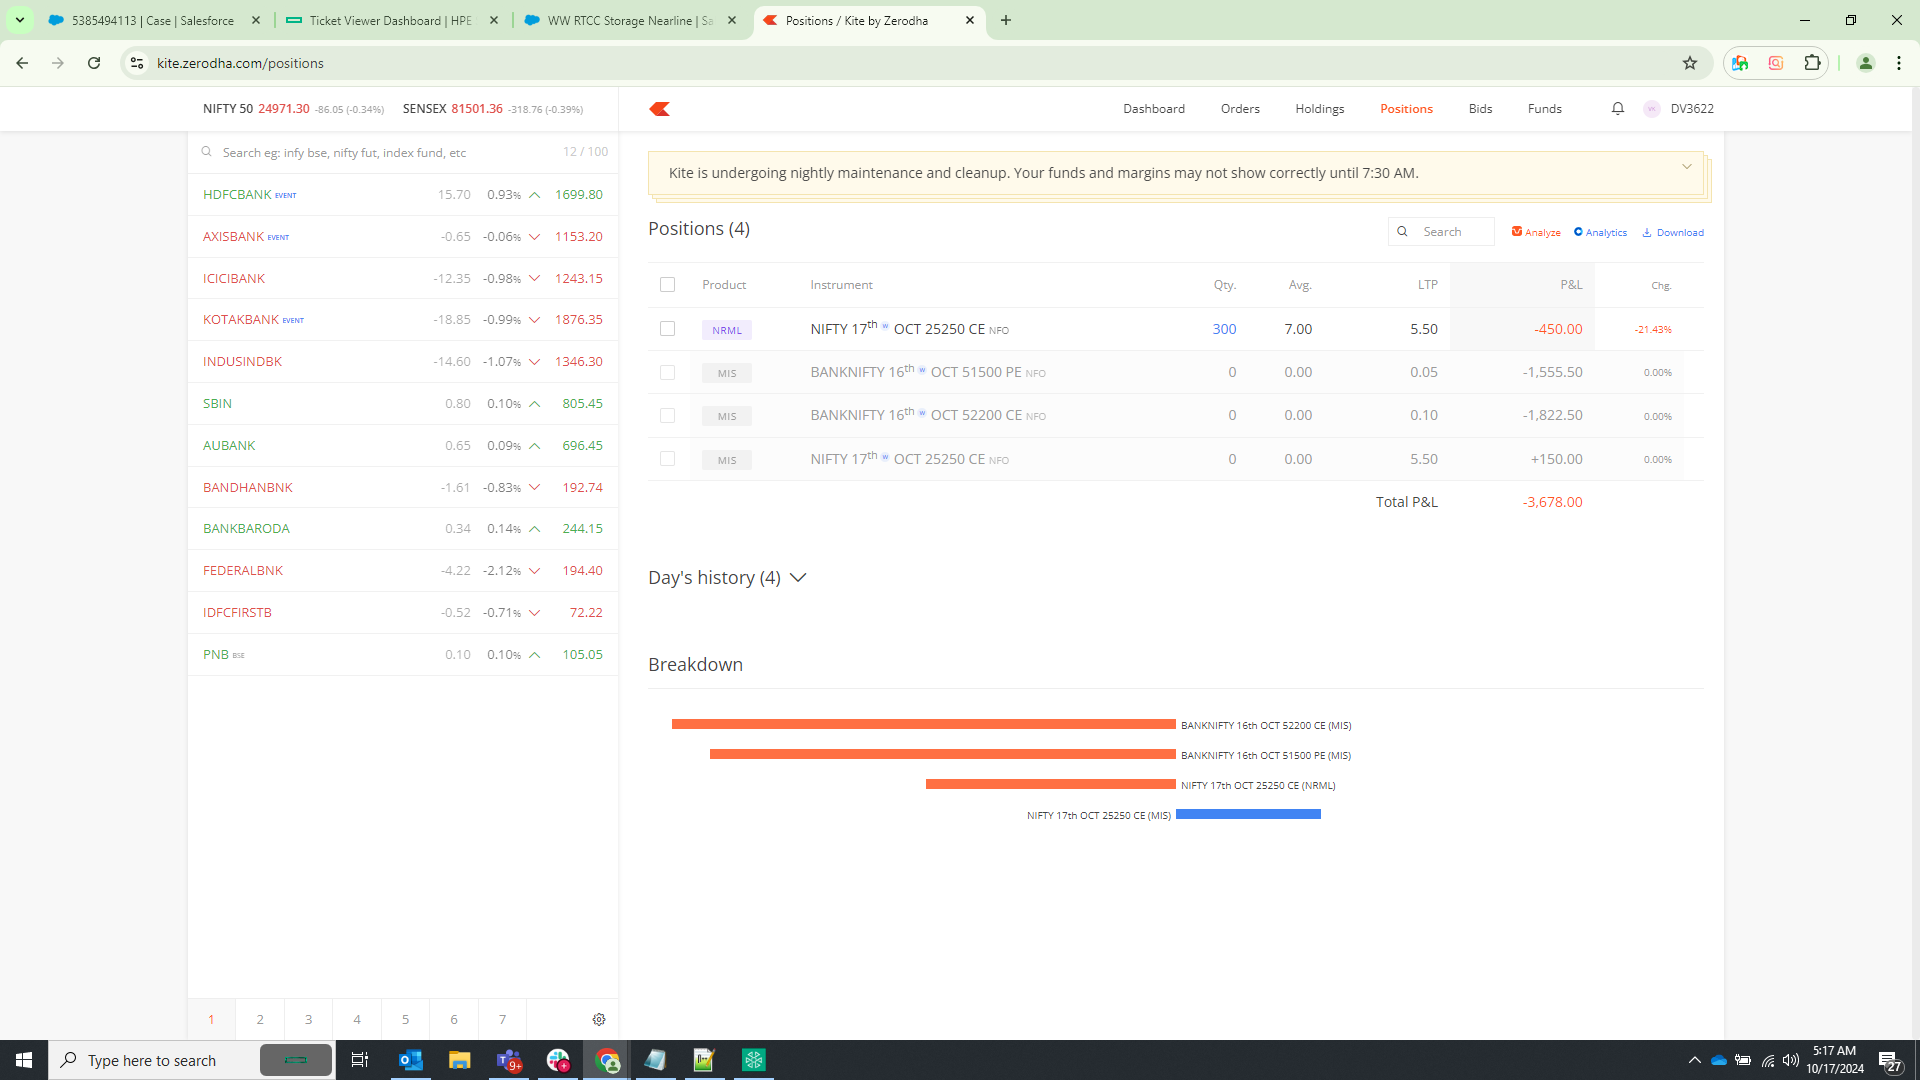 5385494113 | Case | Salesforce
Ticket Viewer Dashboard | HPE
WW RTCC Storage Nearline | Sa
Positions / Kite by Zerodha
kite.zerodha.com/positions
NIFTY 50 24971.30 -86.05 (-0.34%) SENSEX 81501.36 -318.76 (-0.39%)
Dashboard Orders Holdings Positions Bids Funds DV3622
Search eg: infy bse, nifty fut, index fund, etc 12 / 100
HDFCBANK EVENT 15.70 0.93% 1699.80
AXISBANK EVENT -0.65 -0.06% 1153.20
ICICIBANK -12.35 -0.98% 1243.15
KOTAKBANK EVENT -18.85 -0.99% 1876.35
INDUSINDBK -14.60 -1.07% 1346.30
SBIN 0.80 0.10% 805.45
AUBANK 0.65 0.09% 696.45
BANDHANBNK -1.61 -0.83% 192.74
BANKBARODA 0.34 0.14% 244.15
FEDERALBNK -4.22 -2.12% 194.40
IDFCFIRSTB -0.52 -0.71% 72.22
PNB BSE 0.10 0.10% 105.05
1 2 3 4 5 6 7
Kite is undergoing nightly maintenance and cleanup. Your funds and margins may not show correctly until 7:30 AM.
Positions (4) Search Analyze Analytics Download
Product Instrument Qty. Avg. LTP P&L Chg.
NRML NIFTY 17th w OCT 25250 CE NFO 300 7.00 5.50 -450.00 -21.43%
MIS BANKNIFTY 16th w OCT 51500 PE NFO 0 0.00 0.05 -1,555.50 0.00%
MIS BANKNIFTY 16th w OCT 52200 CE NFO 0 0.00 0.10 -1,822.50 0.00%
MIS NIFTY 17th w OCT 25250 CE NFO 0 0.00 5.50 +150.00 0.00%
Total P&L -3,678.00
Day's history (4)
Breakdown
BANKNIFTY 16th OCT 52200 CE (MIS)
BANKNIFTY 16th OCT 51500 PE (MIS)
NIFTY 17th OCT 25250 CE (NRML)
NIFTY 17th OCT 25250 CE (MIS)
Type here to search
9+
5:17 AM
10/17/2024
27